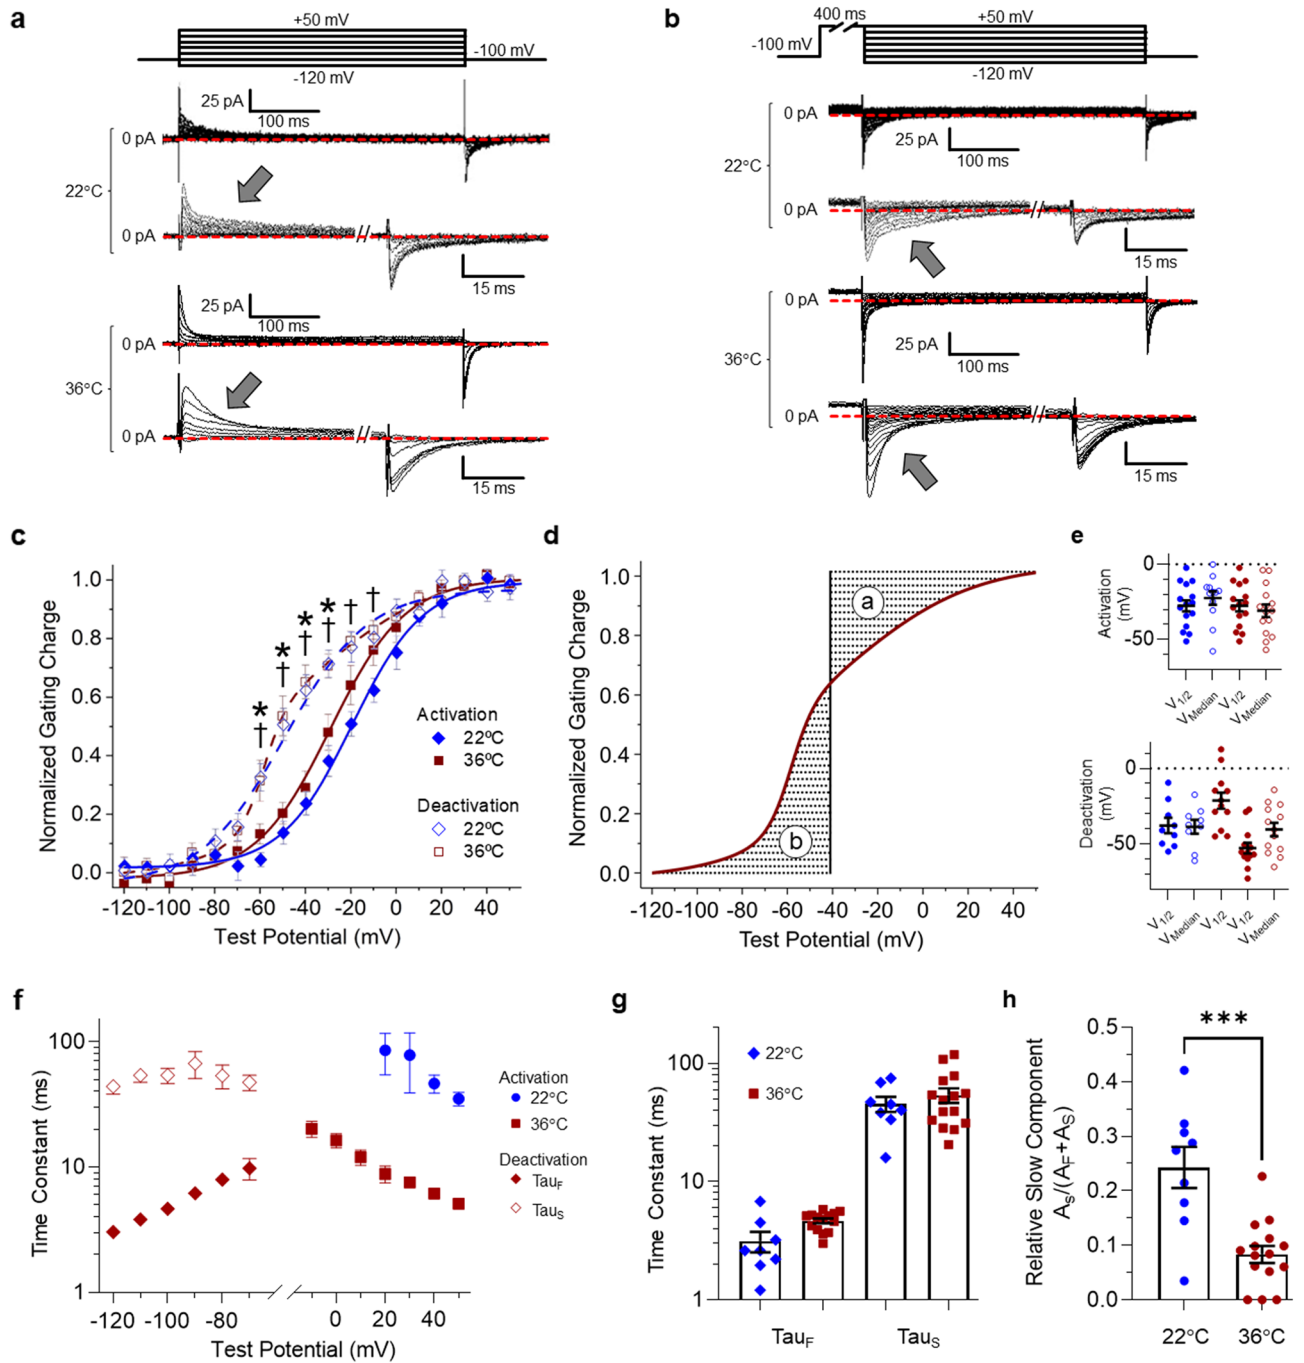 a
+50 mV
-100 mV
-120 mV
25 pA
100 ms
0 pA
22°C
0 pA
15 ms
25 pA
100 ms
0 pA
36°C
0 pA
15 ms
b
400 ms
+50 mV
-100 mV
-120 mV
0 pA
25 pA
100 ms
22°C
0 pA
15 ms
0 pA
25 pA
100 ms
36°C
0 pA
15 ms
c
Normalized Gating Charge
1.0
0.8
0.6
0.4
0.2
0.0
* * * *
† † † † † †
Activation
22°C
36°C
Deactivation
22°C
36°C
-120 -100 -80 -60 -40 -20 0 20 40
Test Potential (mV)
d
Normalized Gating Charge
1.0
0.8
0.6
0.4
0.2
0.0
a
b
-120 -100 -80 -60 -40 -20 0 20 40
Test Potential (mV)
e
Activation
(mV)
0
-50
V1/2 VMedian V1/2 VMedian
Deactivation
(mV)
0
-50
V1/2 VMedian V1/2 V1/2 VMedian
f
Time Constant (ms)
100
10
1
Activation
22°C
36°C
Deactivation
TauF
TauS
-120 -100 -80 0 20 40
Test Potential (mV)
g
Time Constant (ms)
100
10
1
22°C
36°C
TauF TauS
h
Relative Slow Component
AS/(AF+AS)
0.5
0.4
0.3
0.2
0.1
0.0
***
22°C 36°C